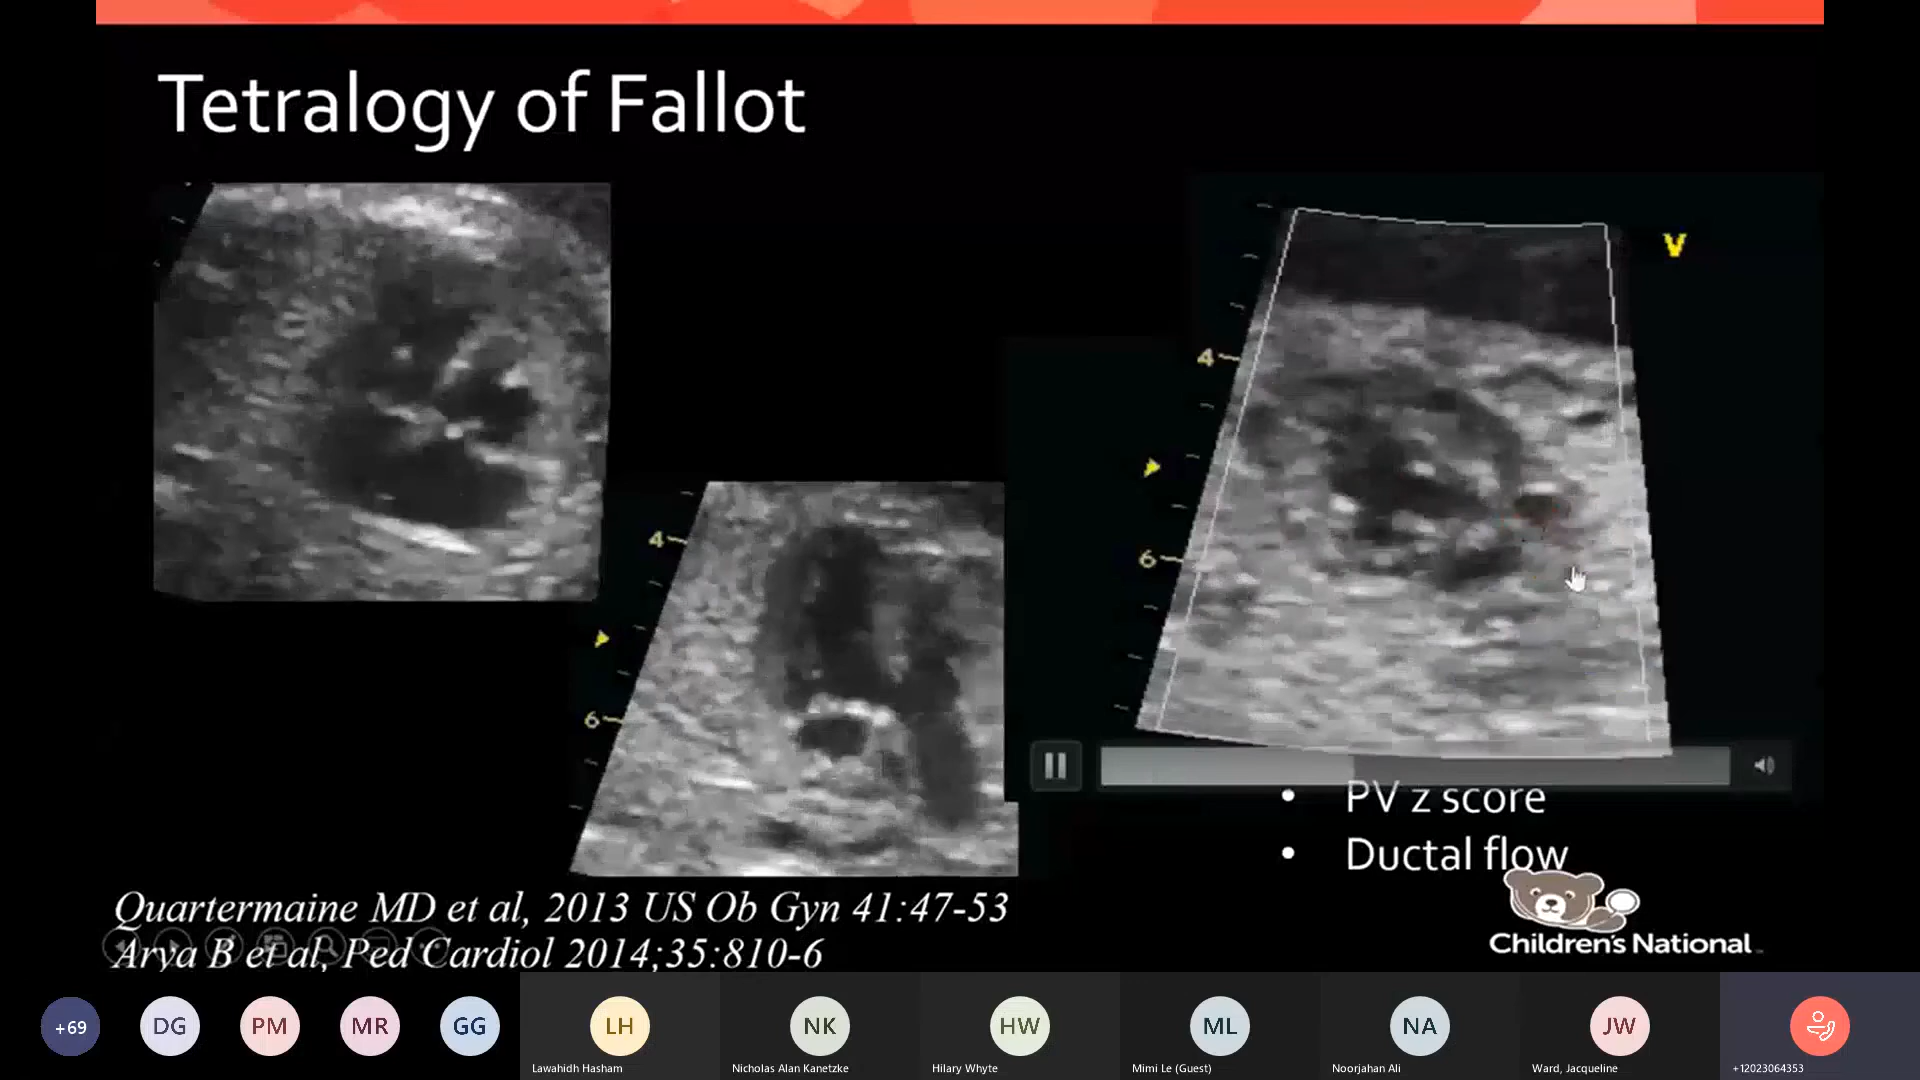 Tetralogy of Fallot
V
4
6
4
6
• PV z score
• Ductal flow
Quartermaine MD et al, 2013 US Ob Gyn 41:47-53
Arya B et al, Ped Cardiol 2014;35:810-6
Children's National
+69
DG
PM
MR
GG
LH
NK
HW
ML
NA
JW
Lawahidh Hasham
Nicholas Alan Kanetzke
Hilary Whyte
Mimi Le (Guest)
Noorjahan Ali
Ward, Jacqueline
+12023064353